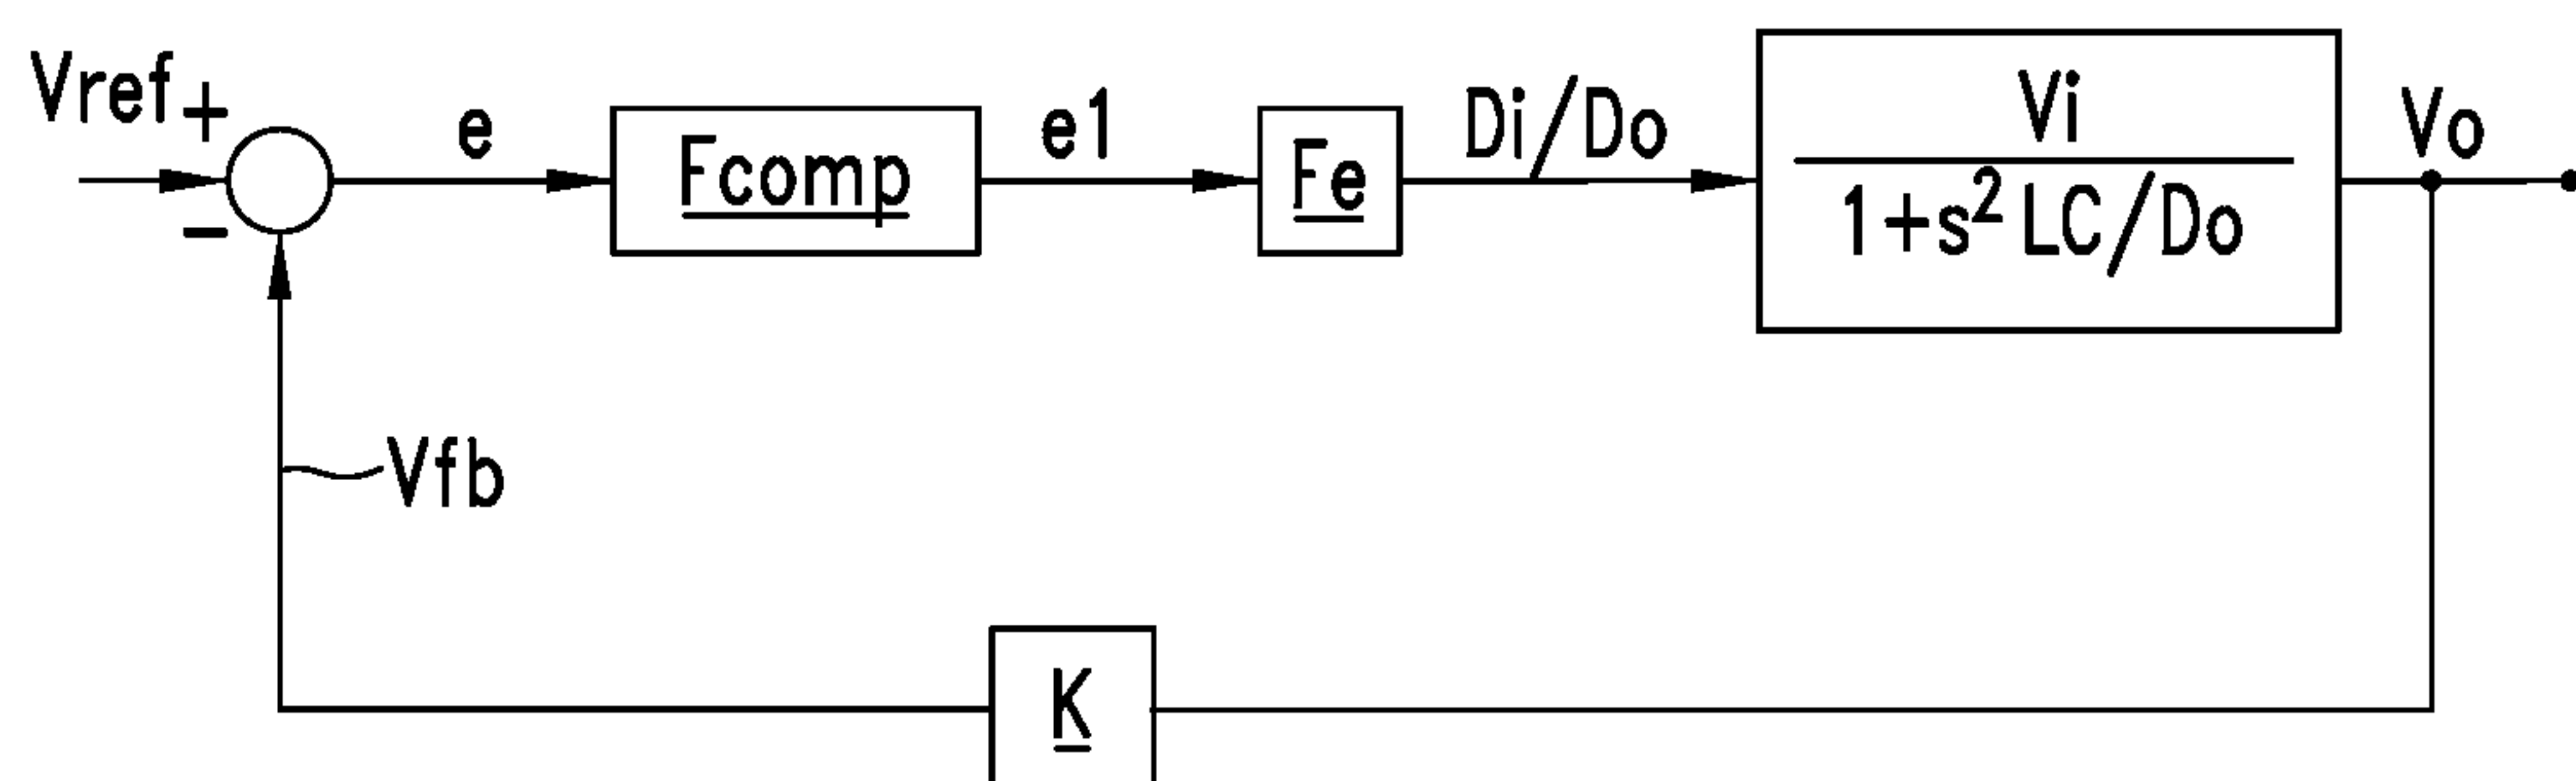 Vref
+
-
e
Fcomp
e1
Fe
Di/Do
Vi
1+s² LC/Do
Vo
Vfb
K